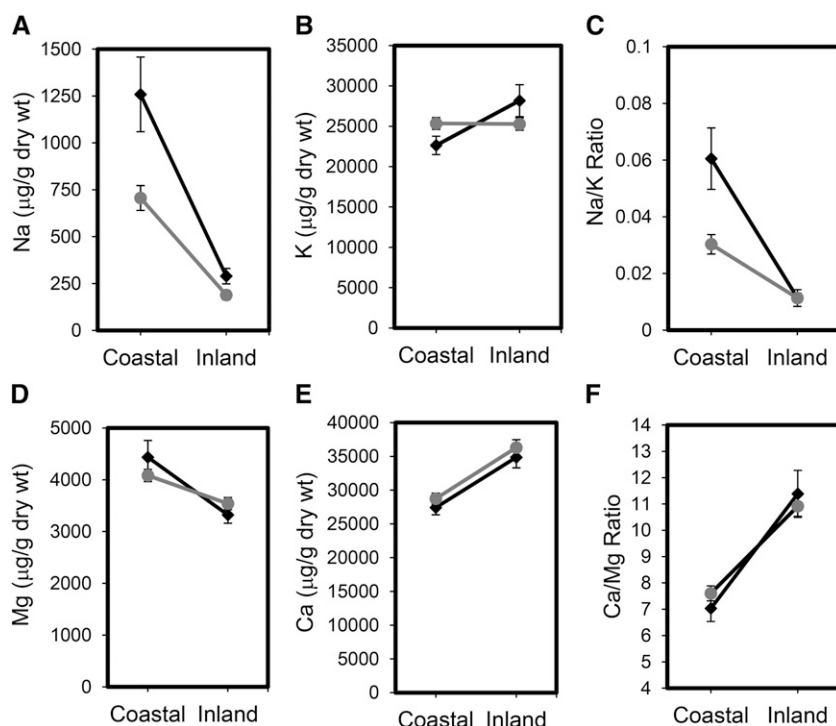 A
Na (µg/g dry wt)
1500
1250
1000
750
500
250
0
Coastal Inland
B
K (µg/g dry wt)
35000
30000
25000
20000
15000
10000
5000
0
Coastal Inland
C
Na/K Ratio
0.1
0.08
0.06
0.04
0.02
0
Coastal Inland
D
Mg (µg/g dry wt)
5000
4000
3000
2000
1000
0
Coastal Inland
E
Ca (µg/g dry wt)
40000
35000
30000
25000
20000
15000
10000
5000
0
Coastal Inland
F
Ca/Mg Ratio
14
13
12
11
10
9
8
7
6
5
4
Coastal Inland